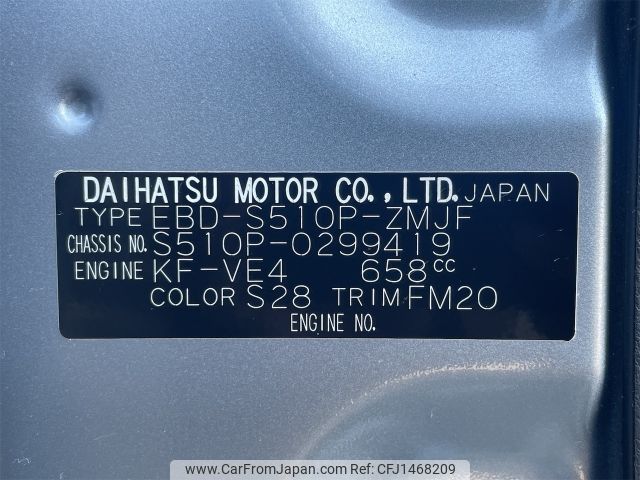 DAIHATSU MOTOR CO., LTD. JAPAN
TYPE EBD-S510P-ZMJF
CHASSIS NO. S510P-0299419
ENGINE KF-VE4 658cc
COLOR S28 TRIM FM20
ENGINE NO.
www.CarFromJapan.com - CFJ1468209